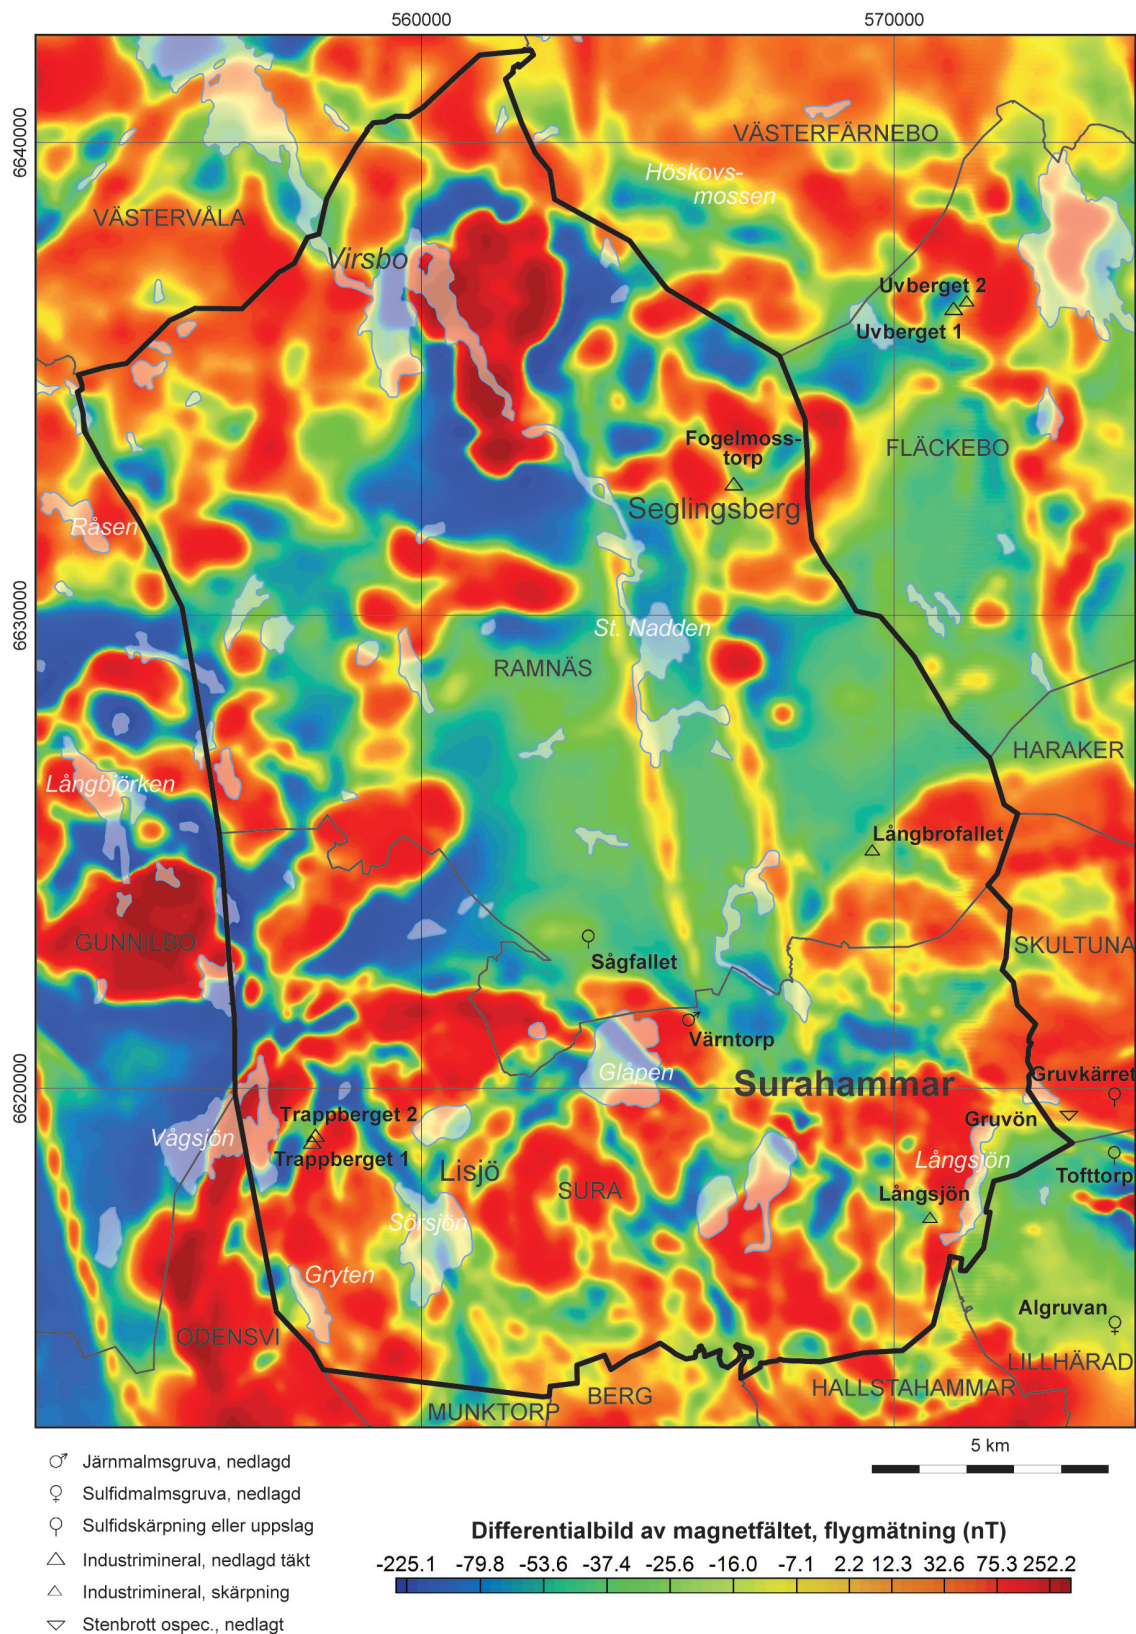 560000
570000
6640000
6630000
6620000
VÄSTERFÄRNEBO
Höskovs-
mossen
VÄSTERVÅLA
Virsbo
Uvberget 2
Uvberget 1
Fogelmoss-
torp
FLÄCKEBO
Seglingsberg
Råsen
St. Nadden
RAMNÄS
HARAKER
Långbjörken
Långbrofallet
GUNNILBO
SKULTUNA
Sågfallet
Värntorp
Glåpen
Surahammar
Gruvkärret
Gruvön
Trappberget 2
Vågsjön
Trappberget 1
Lisjö
Långsjön
Tofttorp
SURA
Långsjön
Sörsjön
Gryten
Algruvan
ODENSVI
LILLHÄRAD
HALLSTAHAMMAR
BERG
MUNKTORP
5 km
Järnmalmsgruva, nedlagd
Sulfidmalmsgruva, nedlagd
Sulfidskärpning eller uppslag
Industrimineral, nedlagd täkt
Industrimineral, skärpning
Stenbrott ospec., nedlagt
Differentialbild av magnetfältet, flygmätning (nT)
-225.1 -79.8 -53.6 -37.4 -25.6 -16.0 -7.1 2.2 12.3 32.6 75.3 252.2